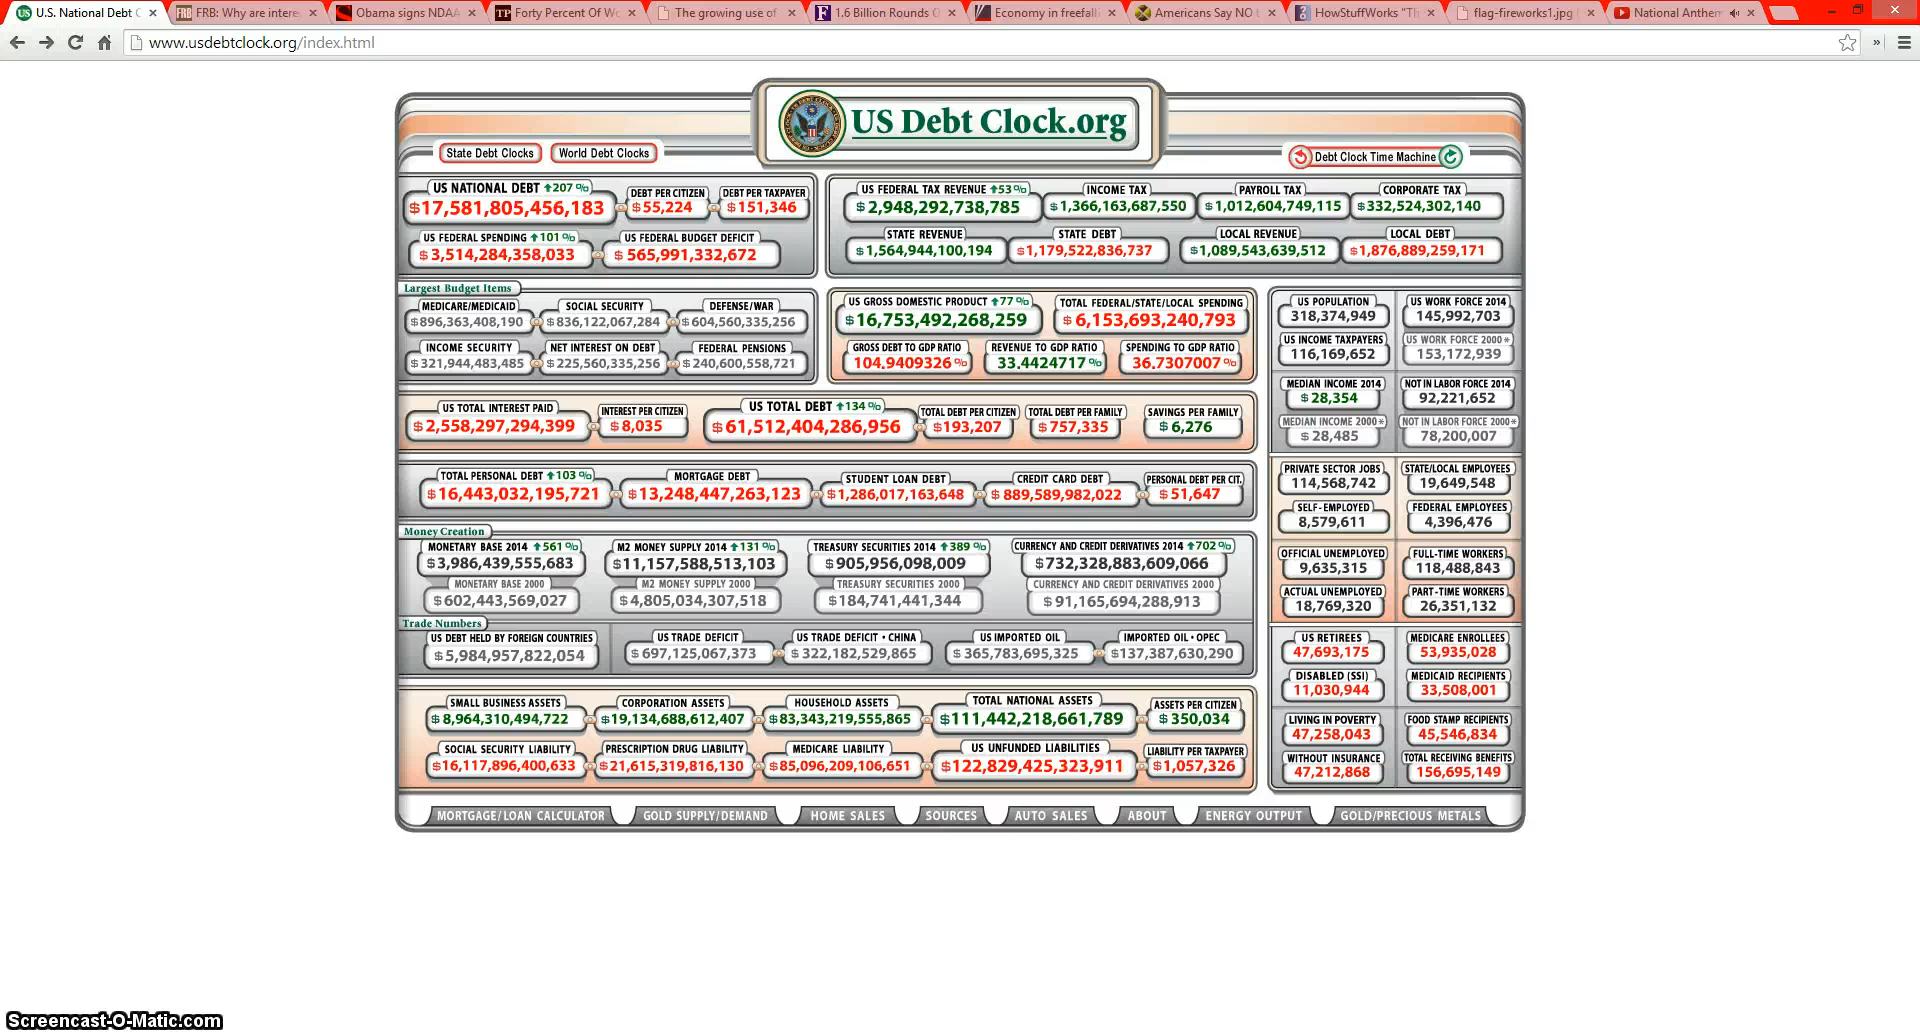 U.S. National Debt C
FRB: Why are intere
Obama signs NDAA
Forty Percent Of Wo
The growing use of
1.6 Billion Rounds O
Economy in freefall
Americans Say NO
HowStuffWorks "Th
flag-fireworks1.jpg
National Anthem
www.usdebtclock.org/index.html
US Debt Clock.org
State Debt Clocks
World Debt Clocks
Debt Clock Time Machine
US NATIONAL DEBT 207 %
DEBT PER CITIZEN
DEBT PER TAXPAYER
$17,581,805,456,183
$55,224
$151,346
US FEDERAL SPENDING 101 %
US FEDERAL BUDGET DEFICIT
$3,514,284,358,033
$565,991,332,672
US FEDERAL TAX REVENUE 53 %
INCOME TAX
PAYROLL TAX
CORPORATE TAX
$2,948,292,738,785
$1,366,163,687,550
$1,012,604,749,115
$332,524,302,140
STATE REVENUE
STATE DEBT
LOCAL REVENUE
LOCAL DEBT
$1,564,944,100,194
$1,179,522,836,737
$1,089,543,639,512
$1,876,889,259,171
Largest Budget Items
MEDICARE/MEDICAID
SOCIAL SECURITY
DEFENSE/WAR
$896,363,408,190
$836,122,067,284
$604,560,335,256
INCOME SECURITY
NET INTEREST ON DEBT
FEDERAL PENSIONS
$321,944,483,485
$225,560,335,256
$240,600,558,721
US GROSS DOMESTIC PRODUCT 77 %
TOTAL FEDERAL/STATE/LOCAL SPENDING
$16,753,492,268,259
$6,153,693,240,793
GROSS DEBT TO GDP RATIO
REVENUE TO GDP RATIO
SPENDING TO GDP RATIO
104.9409326 %
33.4424717 %
36.7307007 %
US POPULATION
US WORK FORCE 2014
318,374,949
145,992,703
US INCOME TAXPAYERS
US WORK FORCE 2000*
116,169,652
153,172,939
MEDIAN INCOME 2014
NOT IN LABOR FORCE 2014
$28,354
92,221,652
MEDIAN INCOME 2000*
NOT IN LABOR FORCE 2000*
$28,485
78,200,007
US TOTAL INTEREST PAID
INTEREST PER CITIZEN
US TOTAL DEBT 134 %
TOTAL DEBT PER CITIZEN
TOTAL DEBT PER FAMILY
SAVINGS PER FAMILY
$2,558,297,294,399
$8,035
$61,512,404,286,956
$193,207
$757,335
$6,276
TOTAL PERSONAL DEBT 103 %
MORTGAGE DEBT
STUDENT LOAN DEBT
CREDIT CARD DEBT
PERSONAL DEBT PER CIT.
$16,443,032,195,721
$13,248,447,263,123
$1,286,017,163,648
$889,589,982,022
$51,647
PRIVATE SECTOR JOBS
STATE/LOCAL EMPLOYEES
114,568,742
19,649,548
SELF-EMPLOYED
FEDERAL EMPLOYEES
8,579,611
4,396,476
Money Creation
MONETARY BASE 2014 561 %
M2 MONEY SUPPLY 2014 131 %
TREASURY SECURITIES 2014 389 %
CURRENCY AND CREDIT DERIVATIVES 2014 702 %
$3,986,439,555,683
$11,157,588,513,103
$905,956,098,009
$732,328,883,609,066
MONETARY BASE 2000
M2 MONEY SUPPLY 2000
TREASURY SECURITIES 2000
CURRENCY AND CREDIT DERIVATIVES 2000
$602,443,569,027
$4,805,034,307,518
$184,741,441,344
$91,165,694,288,913
OFFICIAL UNEMPLOYED
FULL-TIME WORKERS
9,635,315
118,488,843
ACTUAL UNEMPLOYED
PART-TIME WORKERS
18,769,320
26,351,132
Trade Numbers
US DEBT HELD BY FOREIGN COUNTRIES
US TRADE DEFICIT
US TRADE DEFICIT • CHINA
US IMPORTED OIL
IMPORTED OIL • OPEC
$5,984,957,822,054
$697,125,067,373
$322,182,529,865
$365,783,695,325
$137,387,630,290
US RETIREES
MEDICARE ENROLLEES
47,693,175
53,935,028
DISABLED (SSI)
MEDICAID RECIPIENTS
11,030,944
33,508,001
SMALL BUSINESS ASSETS
CORPORATION ASSETS
HOUSEHOLD ASSETS
TOTAL NATIONAL ASSETS
ASSETS PER CITIZEN
$8,964,310,494,722
$19,134,688,612,407
$83,343,219,555,865
$111,442,218,661,789
$350,034
SOCIAL SECURITY LIABILITY
PRESCRIPTION DRUG LIABILITY
MEDICARE LIABILITY
US UNFUNDED LIABILITIES
LIABILITY PER TAXPAYER
$16,117,896,400,633
$21,615,319,816,130
$85,096,209,106,651
$122,829,425,323,911
$1,057,326
LIVING IN POVERTY
FOOD STAMP RECIPIENTS
47,258,043
45,546,834
WITHOUT INSURANCE
TOTAL RECEIVING BENEFITS
47,212,868
156,695,149
MORTGAGE/LOAN CALCULATOR
GOLD SUPPLY/DEMAND
HOME SALES
SOURCES
AUTO SALES
ABOUT
ENERGY OUTPUT
GOLD/PRECIOUS METALS
Screencast-O-Matic.com